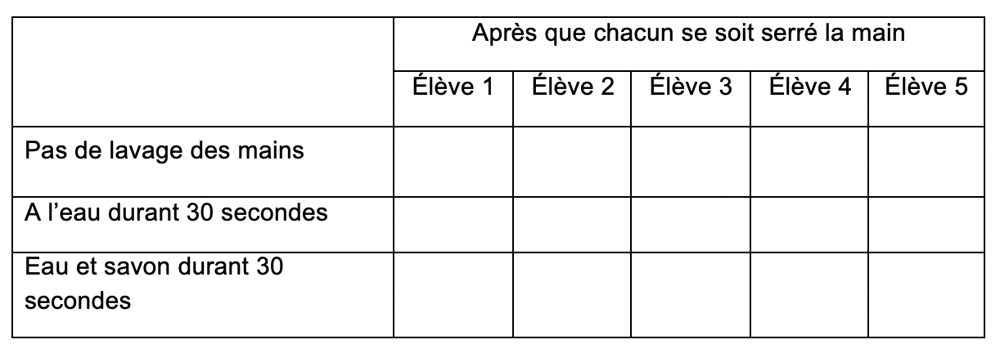 Après que chacun se soit serré la main
Élève 1 Élève 2 Élève 3 Élève 4 Élève 5
Pas de lavage des mains
A l’eau durant 30 secondes
Eau et savon durant 30
secondes